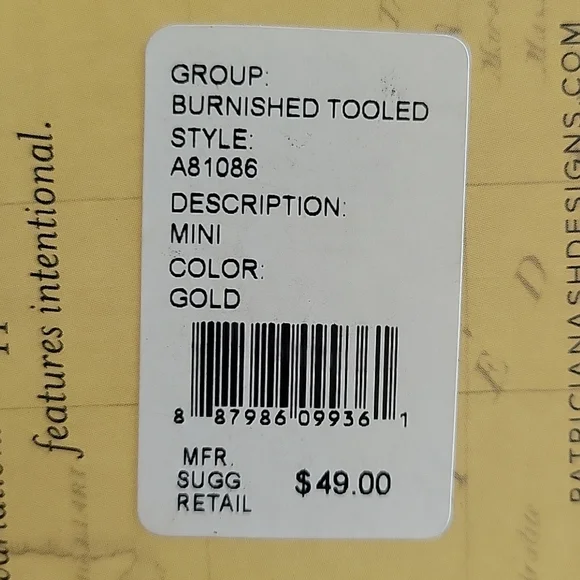 GROUP:
BURNISHED TOOLED
STYLE:
A81086
DESCRIPTION:
MINI
COLOR:
GOLD
8 87986 09936 1
MFR.
SUGG
RETAIL
$49.00
features intentional.
PATRICIANASHDESIGNS.COM